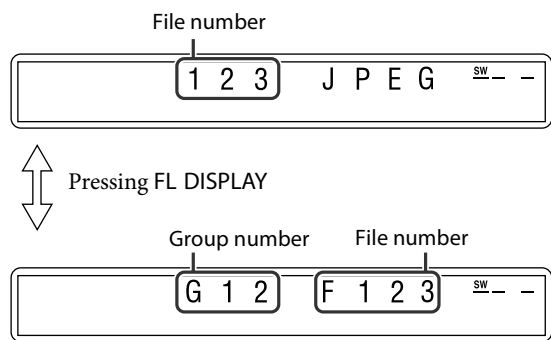 File number
1 2 3 J P E G SW – –
Pressing FL DISPLAY
Group number File number
G 1 2 F 1 2 3 SW – –